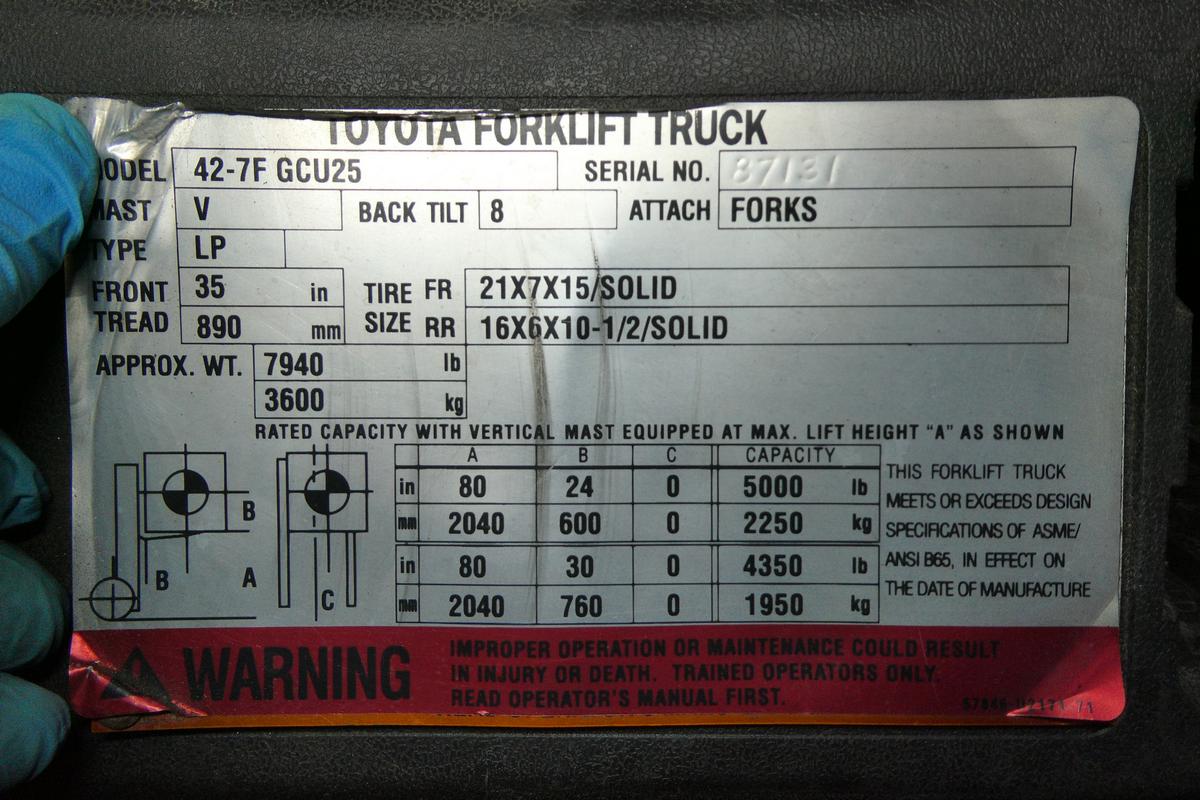 TOYOTA FORKLIFT TRUCK
MODEL 42-7F GCU25 SERIAL NO. 87131
MAST V BACK TILT 8 ATTACH FORKS
TYPE LP
FRONT TREAD 35 in TIRE SIZE FR 21X7X15/SOLID
890 mm RR 16X6X10-1/2/SOLID
APPROX. WT. 7940 lb
3600 kg
RATED CAPACITY WITH VERTICAL MAST EQUIPPED AT MAX. LIFT HEIGHT "A" AS SHOWN
A B C CAPACITY
in 80 24 0 5000 lb
mm 2040 600 0 2250 kg
in 80 30 0 4350 lb
mm 2040 760 0 1950 kg
B
B A
C
THIS FORKLIFT TRUCK
MEETS OR EXCEEDS DESIGN
SPECIFICATIONS OF ASME/
ANSI B65, IN EFFECT ON
THE DATE OF MANUFACTURE
WARNING
IMPROPER OPERATION OR MAINTENANCE COULD RESULT
IN INJURY OR DEATH. TRAINED OPERATORS ONLY.
READ OPERATOR'S MANUAL FIRST.